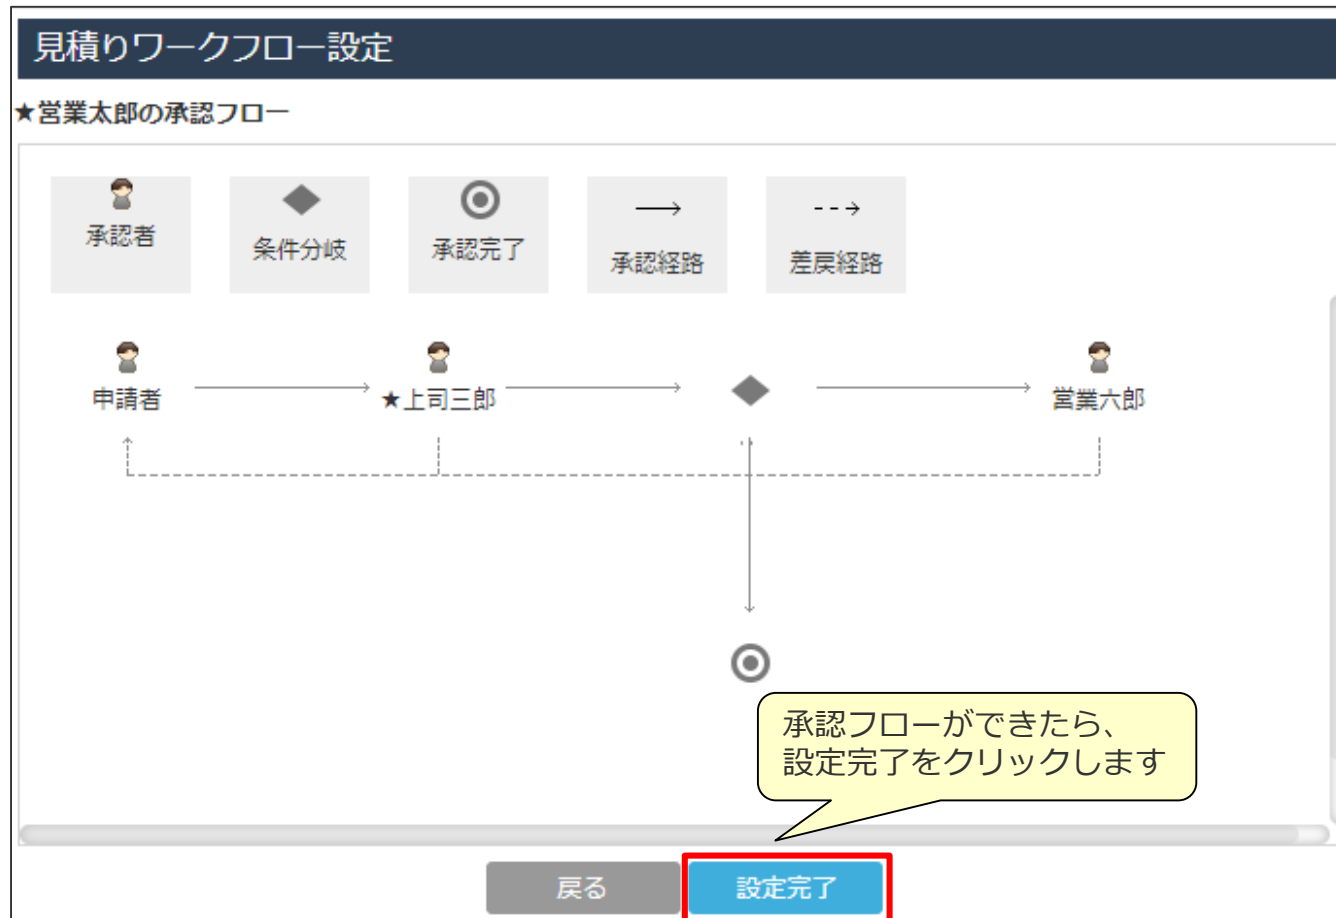 見積りワークフロー設定
★営業太郎の承認フロー
承認者
条件分岐
承認完了
承認経路
差戻経路
申請者
★上司三郎
営業六郎
承認フローができたら、
設定完了をクリックします
戻る
設定完了